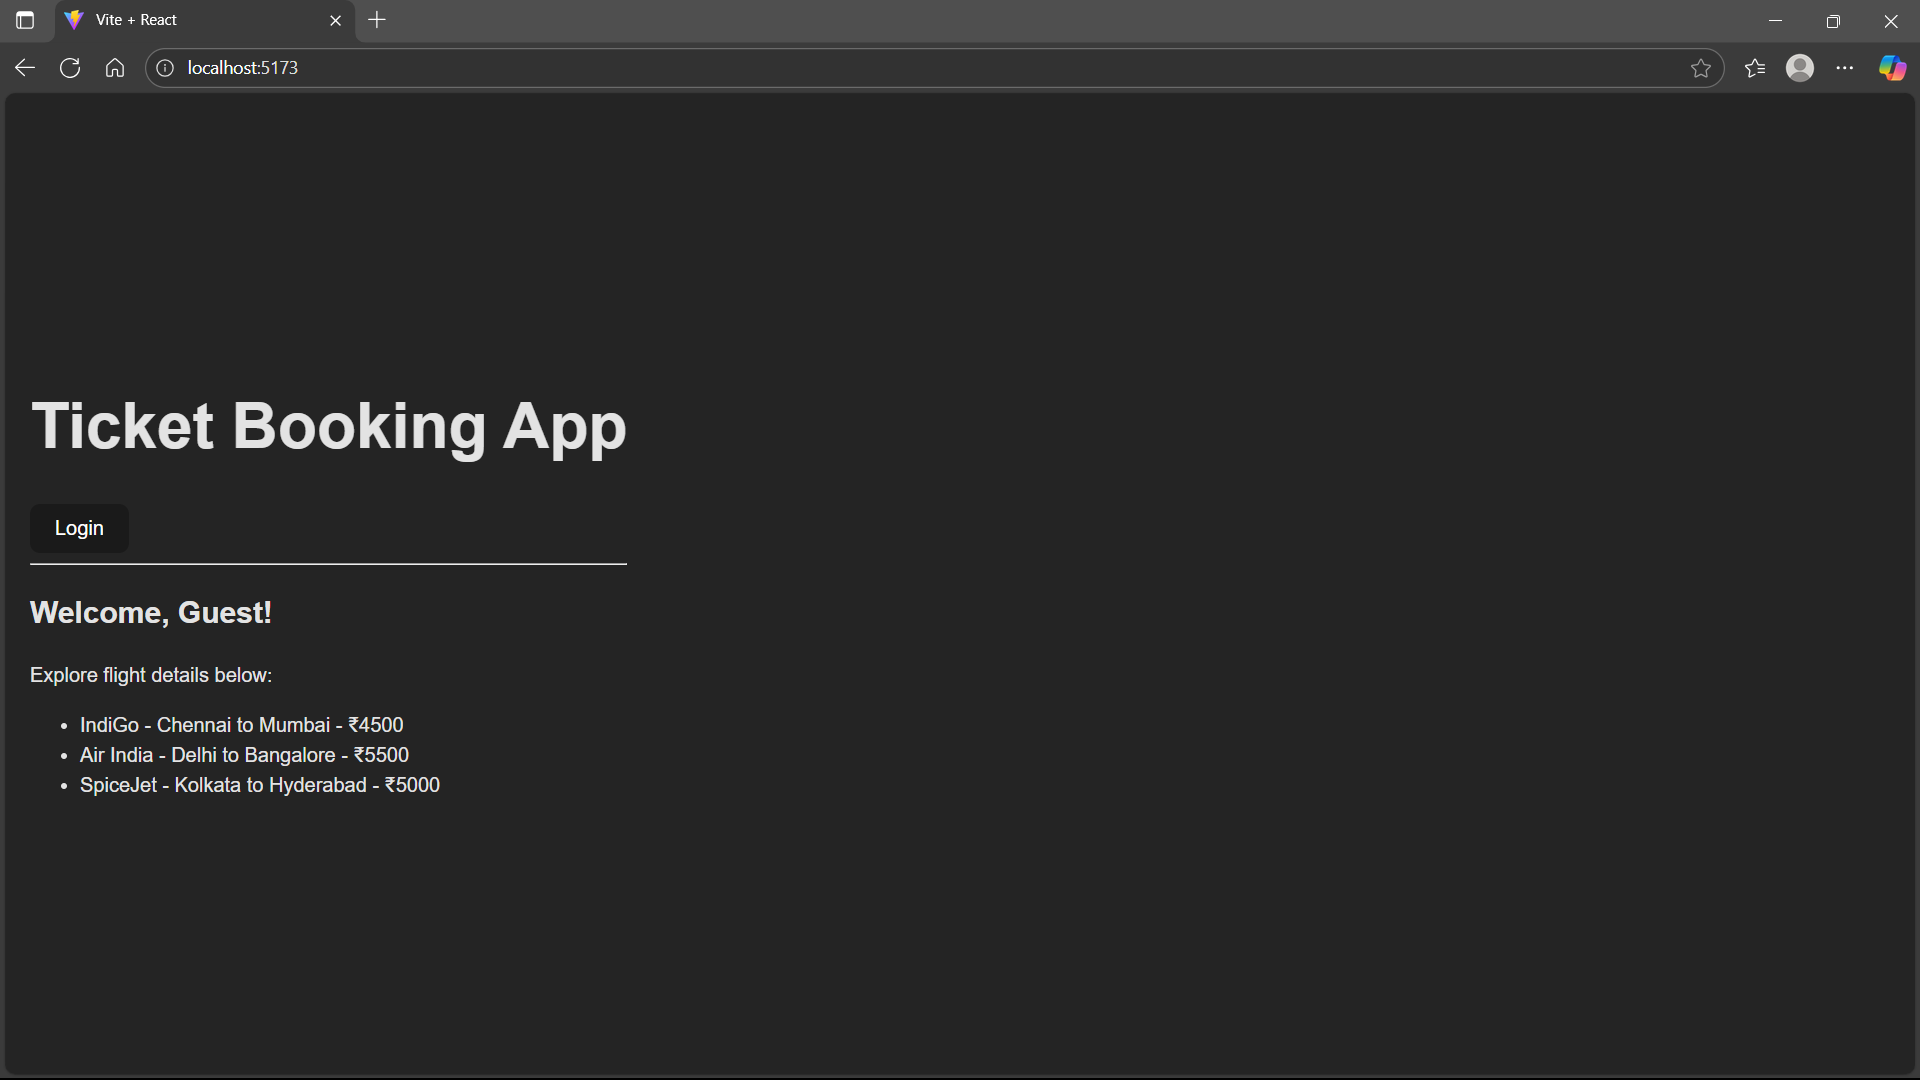 Vite + React
localhost:5173
Ticket Booking App
Login
Welcome, Guest!
Explore flight details below:
• IndiGo - Chennai to Mumbai - ₹4500
• Air India - Delhi to Bangalore - ₹5500
• SpiceJet - Kolkata to Hyderabad - ₹5000